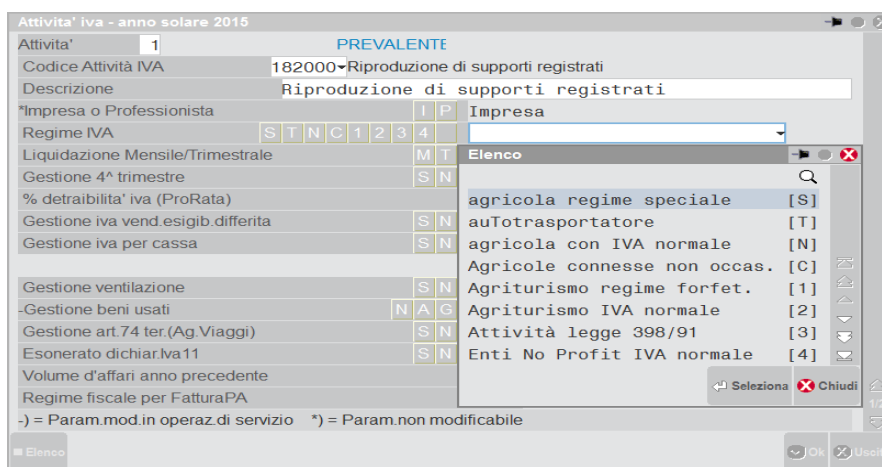 Attivita' iva - anno solare 2015
Attivita' 1 PREVALENTE
Codice Attività IVA 182000 Riproduzione di supporti registrati
Descrizione Riproduzione di supporti registrati
*Impresa o Professionista I P Impresa
Regime IVA S T N C 1 2 3 4
Liquidazione Mensile/Trimestrale M T
Gestione 4^ trimestre S N
% detraibilita' iva (ProRata)
Gestione iva vend.esigib.differita S N
Gestione iva per cassa S N
Gestione ventilazione S N
-Gestione beni usati N A G
Gestione art.74 ter.(Ag.Viaggi) S N
Esonerato dichiar.Iva11 S N
Volume d'affari anno precedente
Regime fiscale per FatturaPA
-) = Param.mod.in operaz.di servizio *) = Param.non modificabile
Elenco
agricola regime speciale [S]
auTotrasportatore [T]
agricola con IVA normale [N]
Agricole connesse non occas. [C]
Agriturismo regime forfet. [1]
Agriturismo IVA normale [2]
Attività legge 398/91 [3]
Enti No Profit IVA normale [4]
Seleziona Chiudi
1/2
Elenco Ok